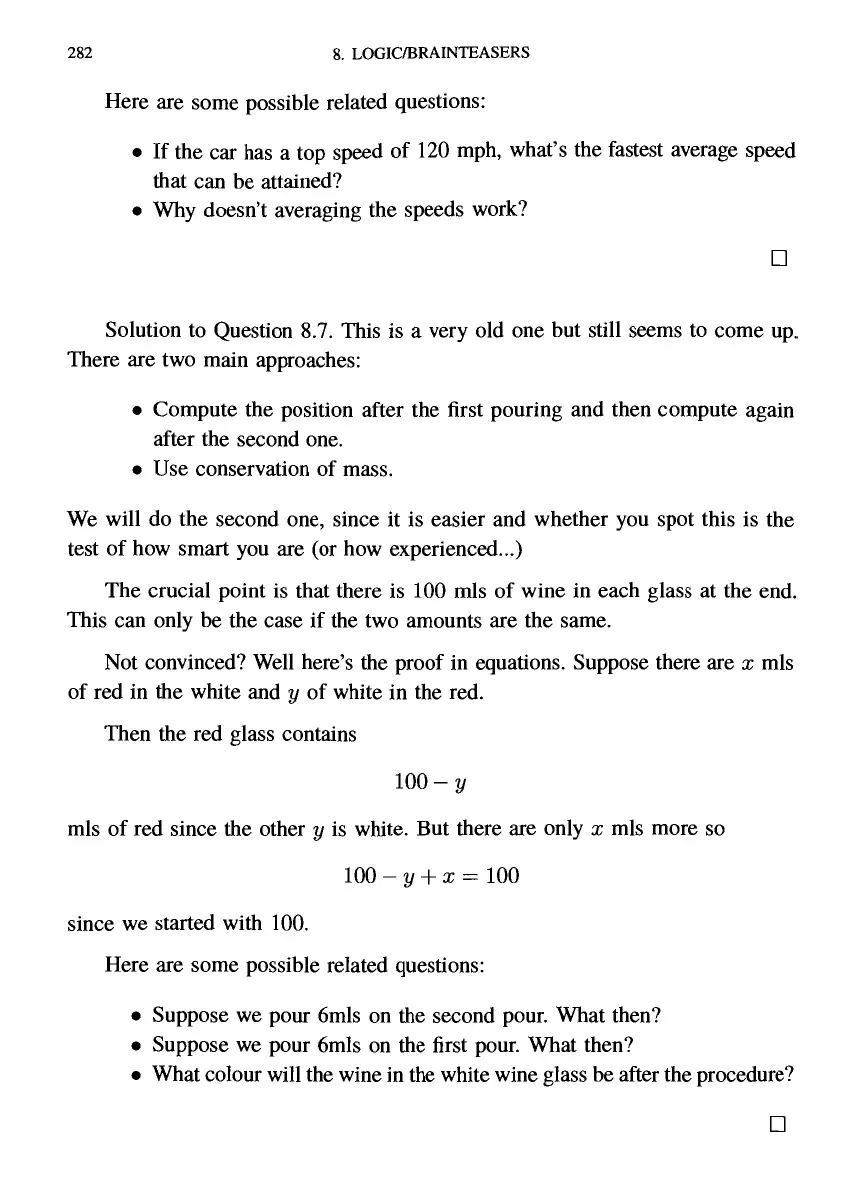 282 8. LOGIC/BRAINTEASERS
Here are some possible related questions:
• If the car has a top speed of 120 mph, what's the fastest average speed
that can be attained?
• Why doesn't averaging the speeds work?
□
Solution to Question 8.7. This is a very old one but still seems to come up.
There are two main approaches:
• Compute the position after the first pouring and then compute again
after the second one.
• Use conservation of mass.
We will do the second one, since it is easier and whether you spot this is the
test of how smart you are (or how experienced...)
The crucial point is that there is 100 mls of wine in each glass at the end.
This can only be the case if the two amounts are the same.
Not convinced? Well here's the proof in equations. Suppose there are x mls
of red in the white and y of white in the red.
Then the red glass contains
100 − y
mls of red since the other y is white. But there are only x mls more so
100 − y + x = 100
since we started with 100.
Here are some possible related questions:
• Suppose we pour 6mls on the second pour. What then?
• Suppose we pour 6mls on the first pour. What then?
• What colour will the wine in the white wine glass be after the procedure?
□